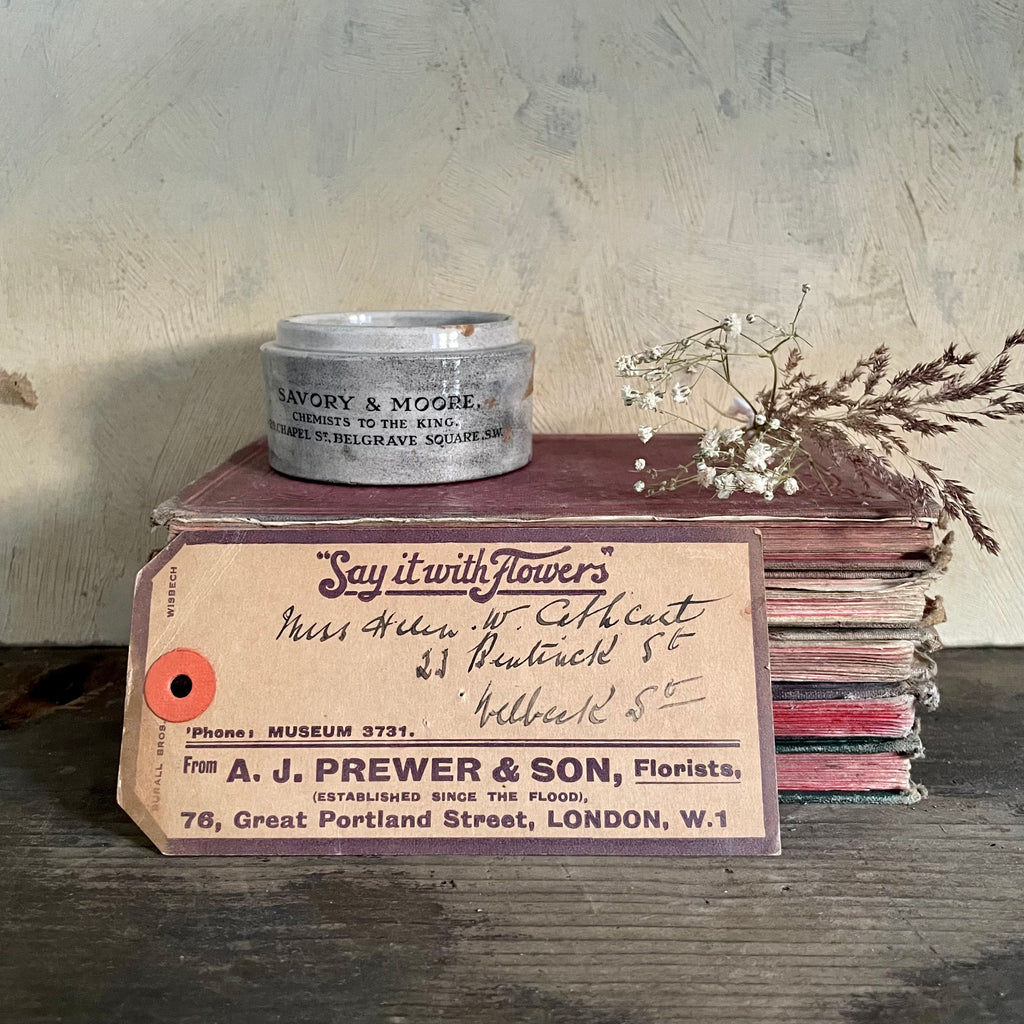 SAVORY & MOORE,
CHEMISTS TO THE KING,
CHAPEL ST, BELGRAVE SQUARE, S.W.
WISBECH
BURALL BROS.
"Say it with Flowers"
Miss Helen W. Cathcart
Bentinck St
Welbeck St
'Phone: MUSEUM 3731.
From A. J. PREWER & SON, Florists,
(ESTABLISHED SINCE THE FLOOD),
76, Great Portland Street, LONDON, W.1